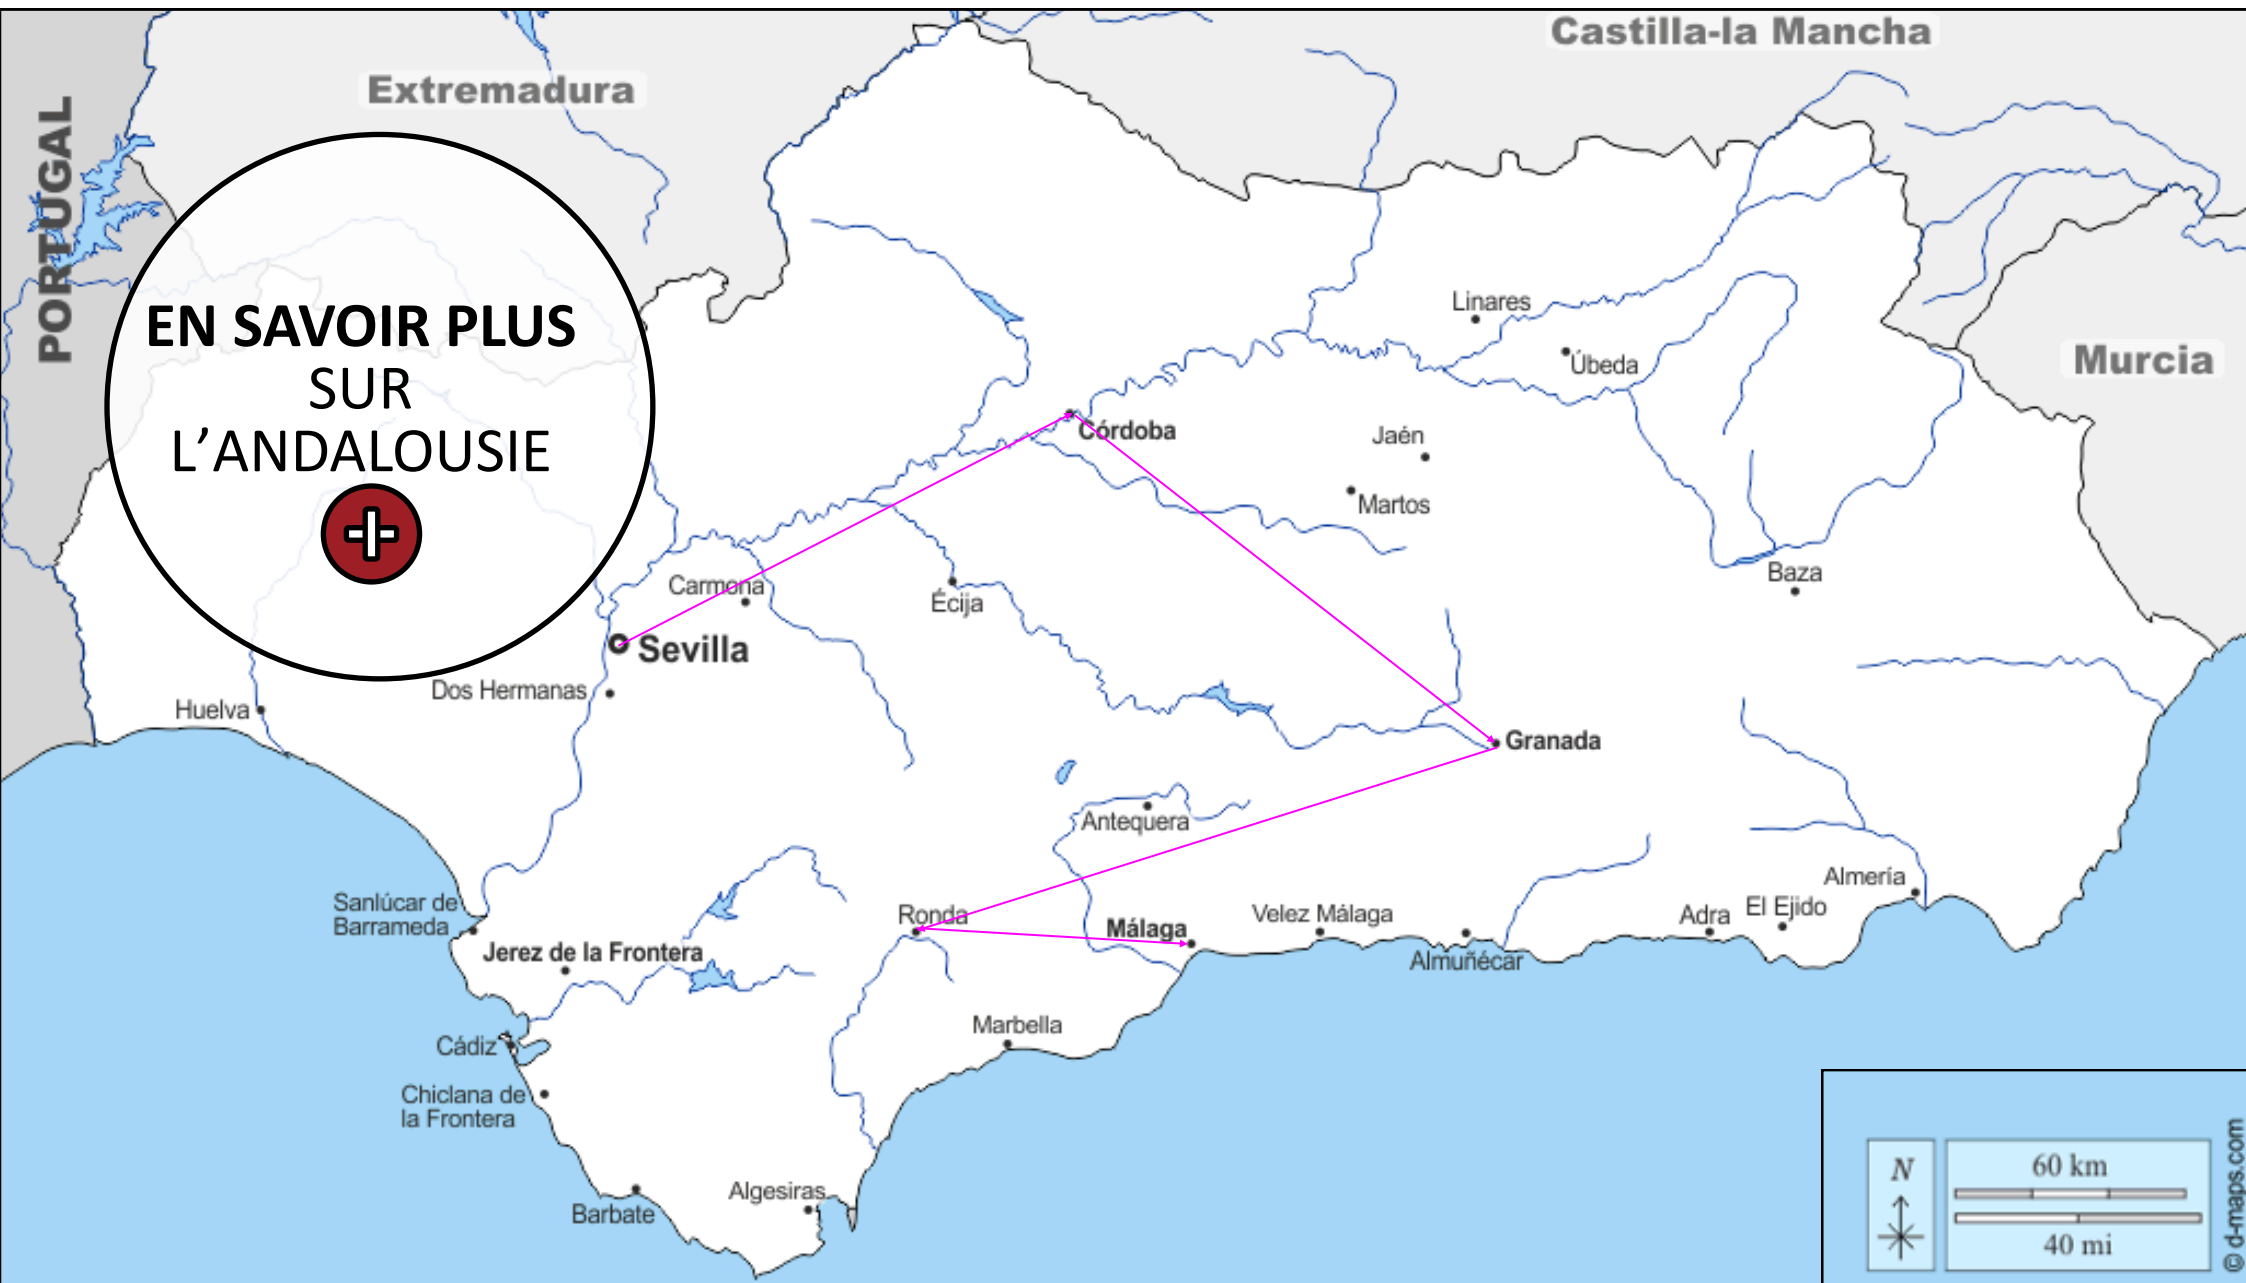 Castilla-la Mancha
Extremadura
PORTUGAL
EN SAVOIR PLUS
SUR
L’ANDALOUSIE
Linares
Úbeda
Murcia
Córdoba
Jaén
Martos
Carmona
Écija
Baza
Sevilla
Dos Hermanas
Huelva
Granada
Antequera
Sanlúcar de
Barrameda
Ronda
Málaga
Velez Málaga
Almuñécar
Adra
El Ejido
Almería
Jerez de la Frontera
Marbella
Cádiz
Chiclana de
la Frontera
Algesiras
Barbate
N
60 km
40 mi
© d-maps.com